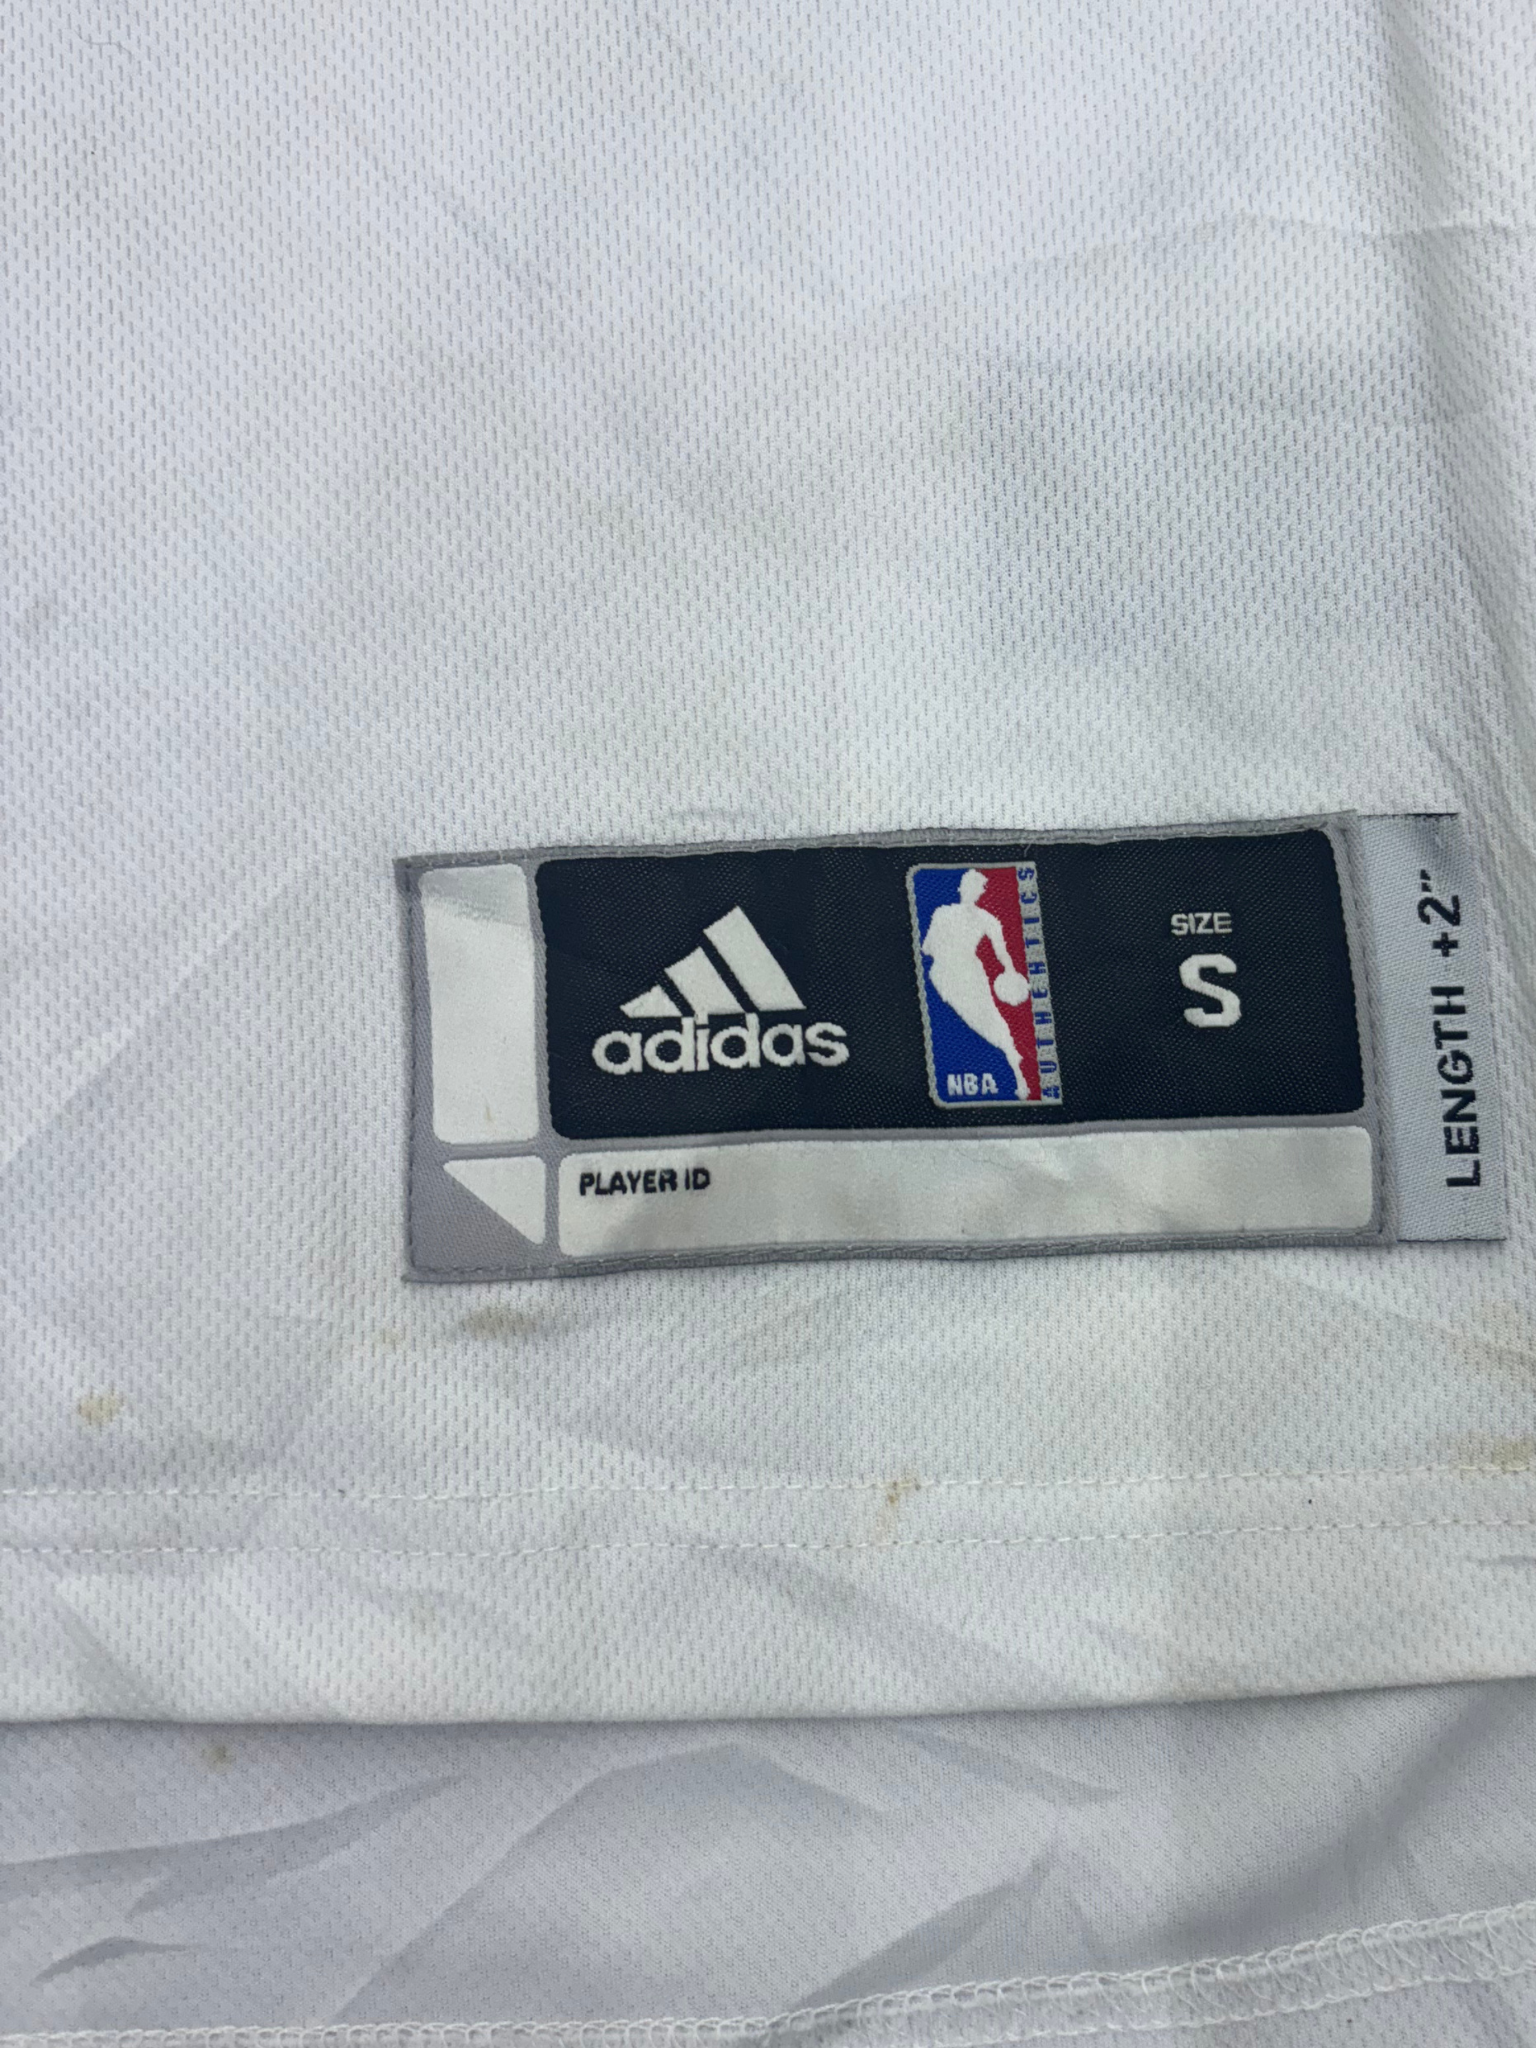 adidas
NBA
AUTHENTICS
SIZE
S
PLAYER ID
LENGTH +2"